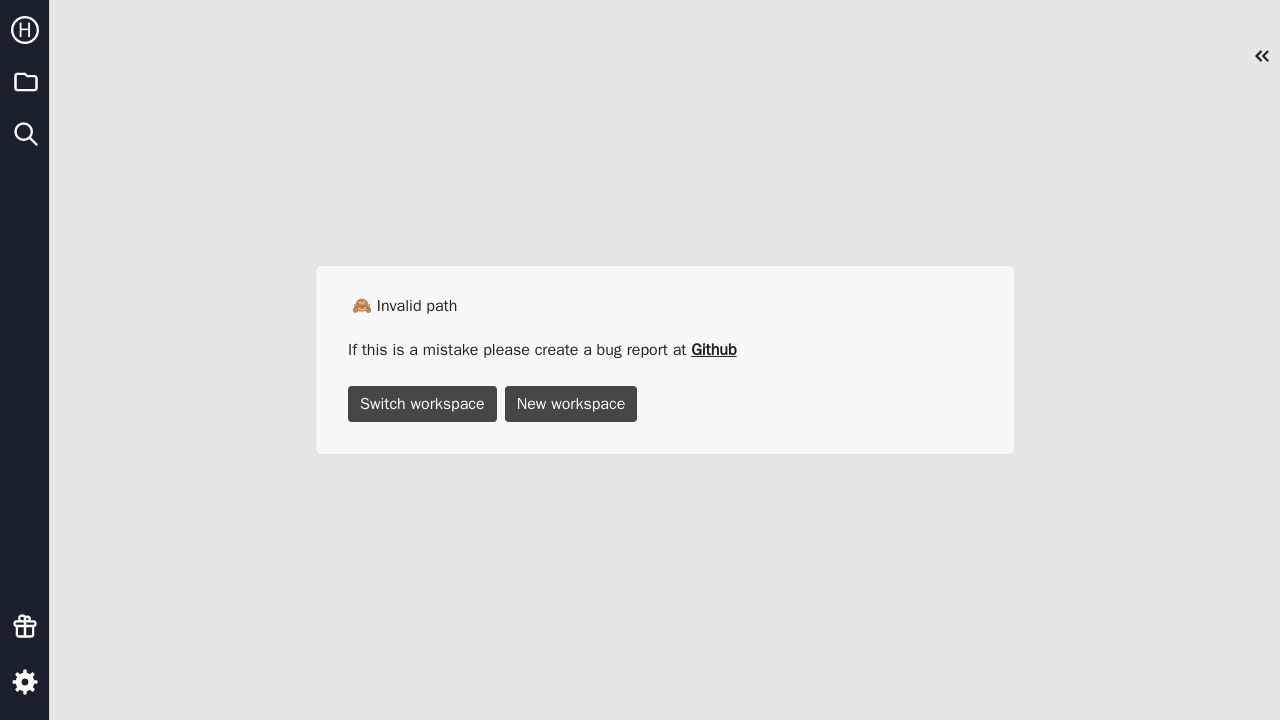 H
🙈 Invalid path
If this is a mistake please create a bug report at Github
Switch workspace New workspace